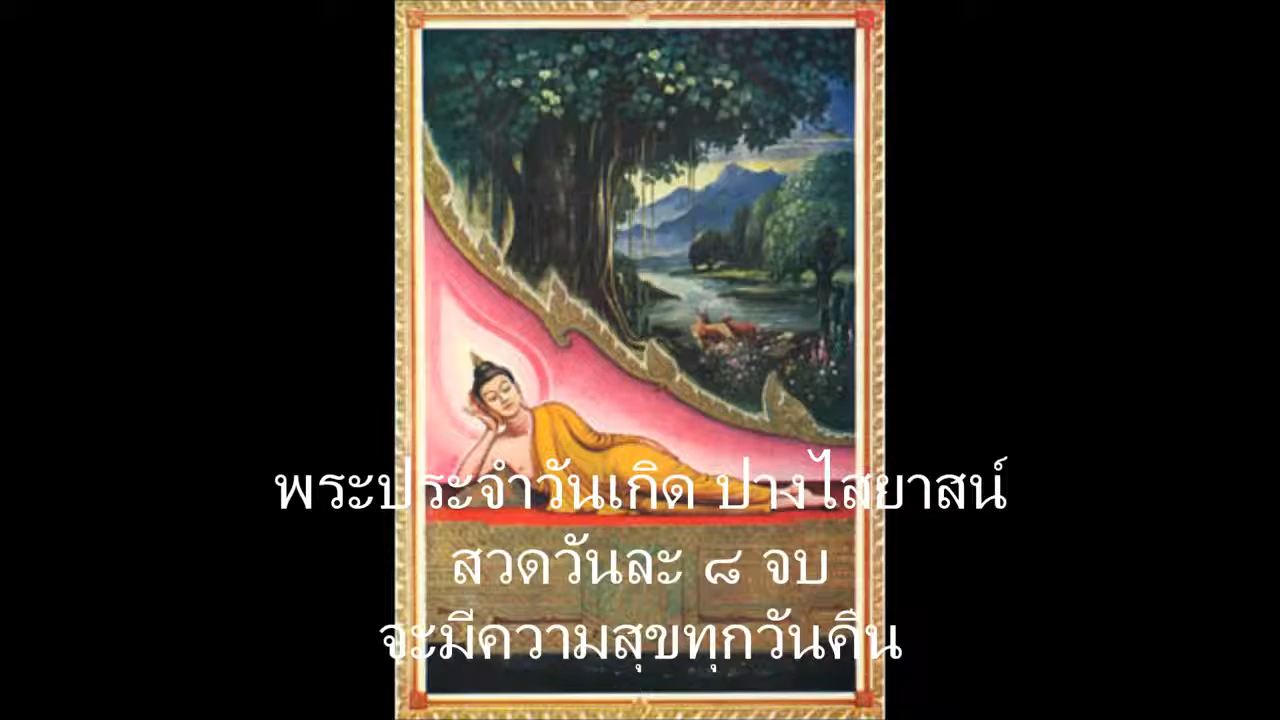 พระประจำวันเกิด ปางไสยาสน์
สวดวันละ ๘ จบ
จะมีความสุขทุกวันคืน